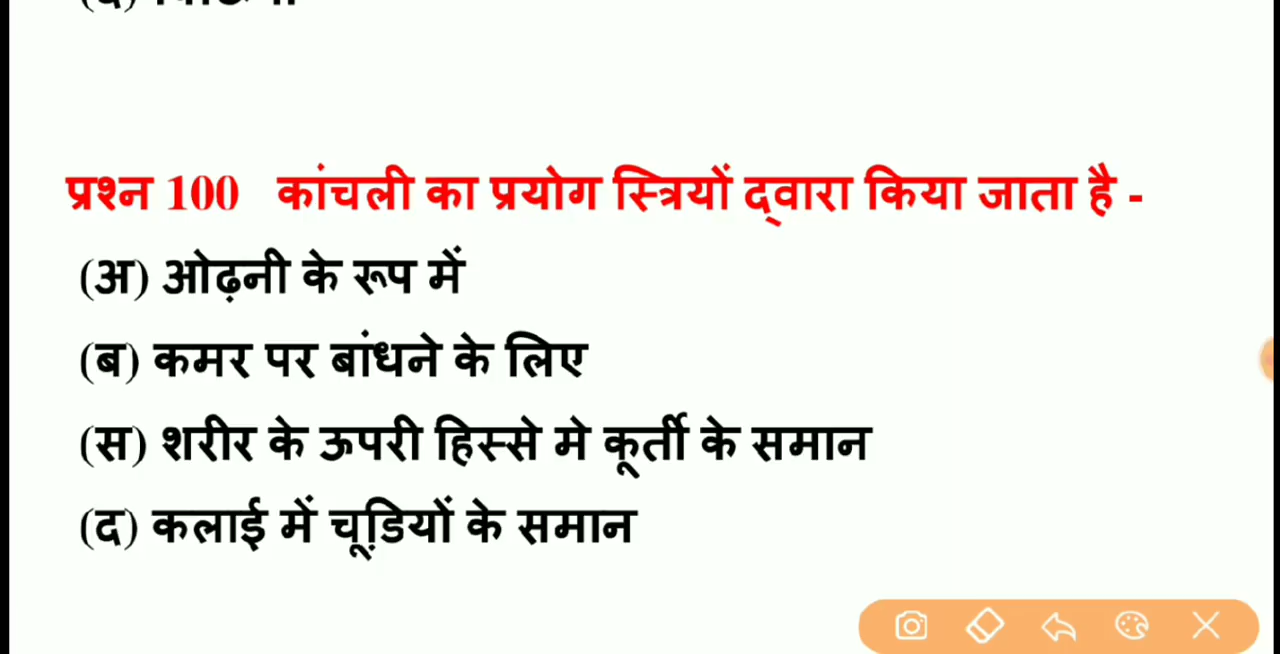 प्रश्न 100 कांचली का प्रयोग स्त्रियों द्वारा किया जाता है -
(अ) ओढ़नी के रूप में
(ब) कमर पर बांधने के लिए
(स) शरीर के ऊपरी हिस्से मे कूर्ती के समान
(द) कलाई में चूड़ियों के समान